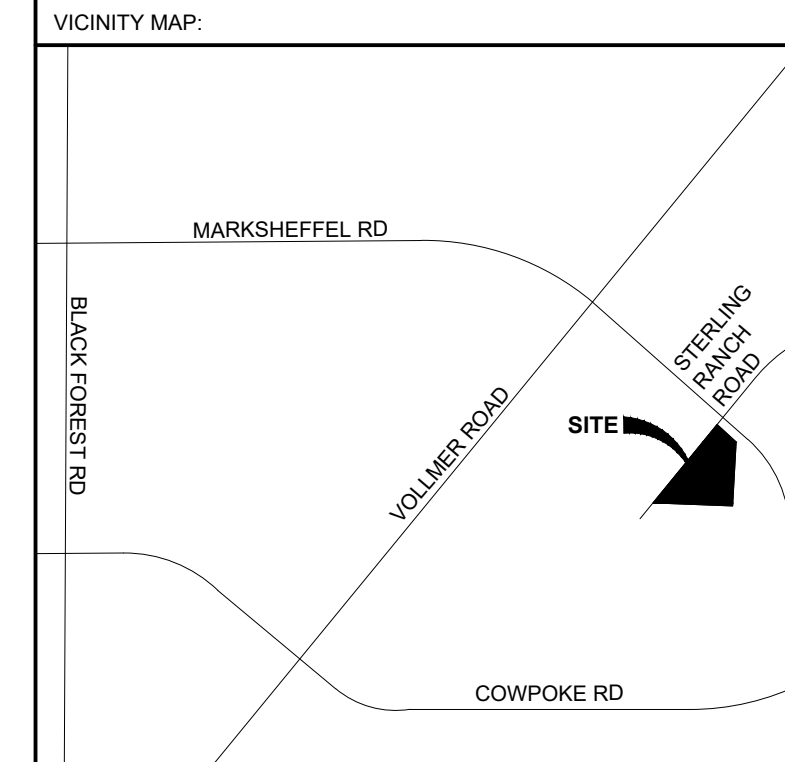 VICINITY MAP:
MARKSHEFFEL RD
BLACK FOREST RD
STERLING
RANCH
ROAD
VOLLMER ROAD
SITE
COWPOKE RD